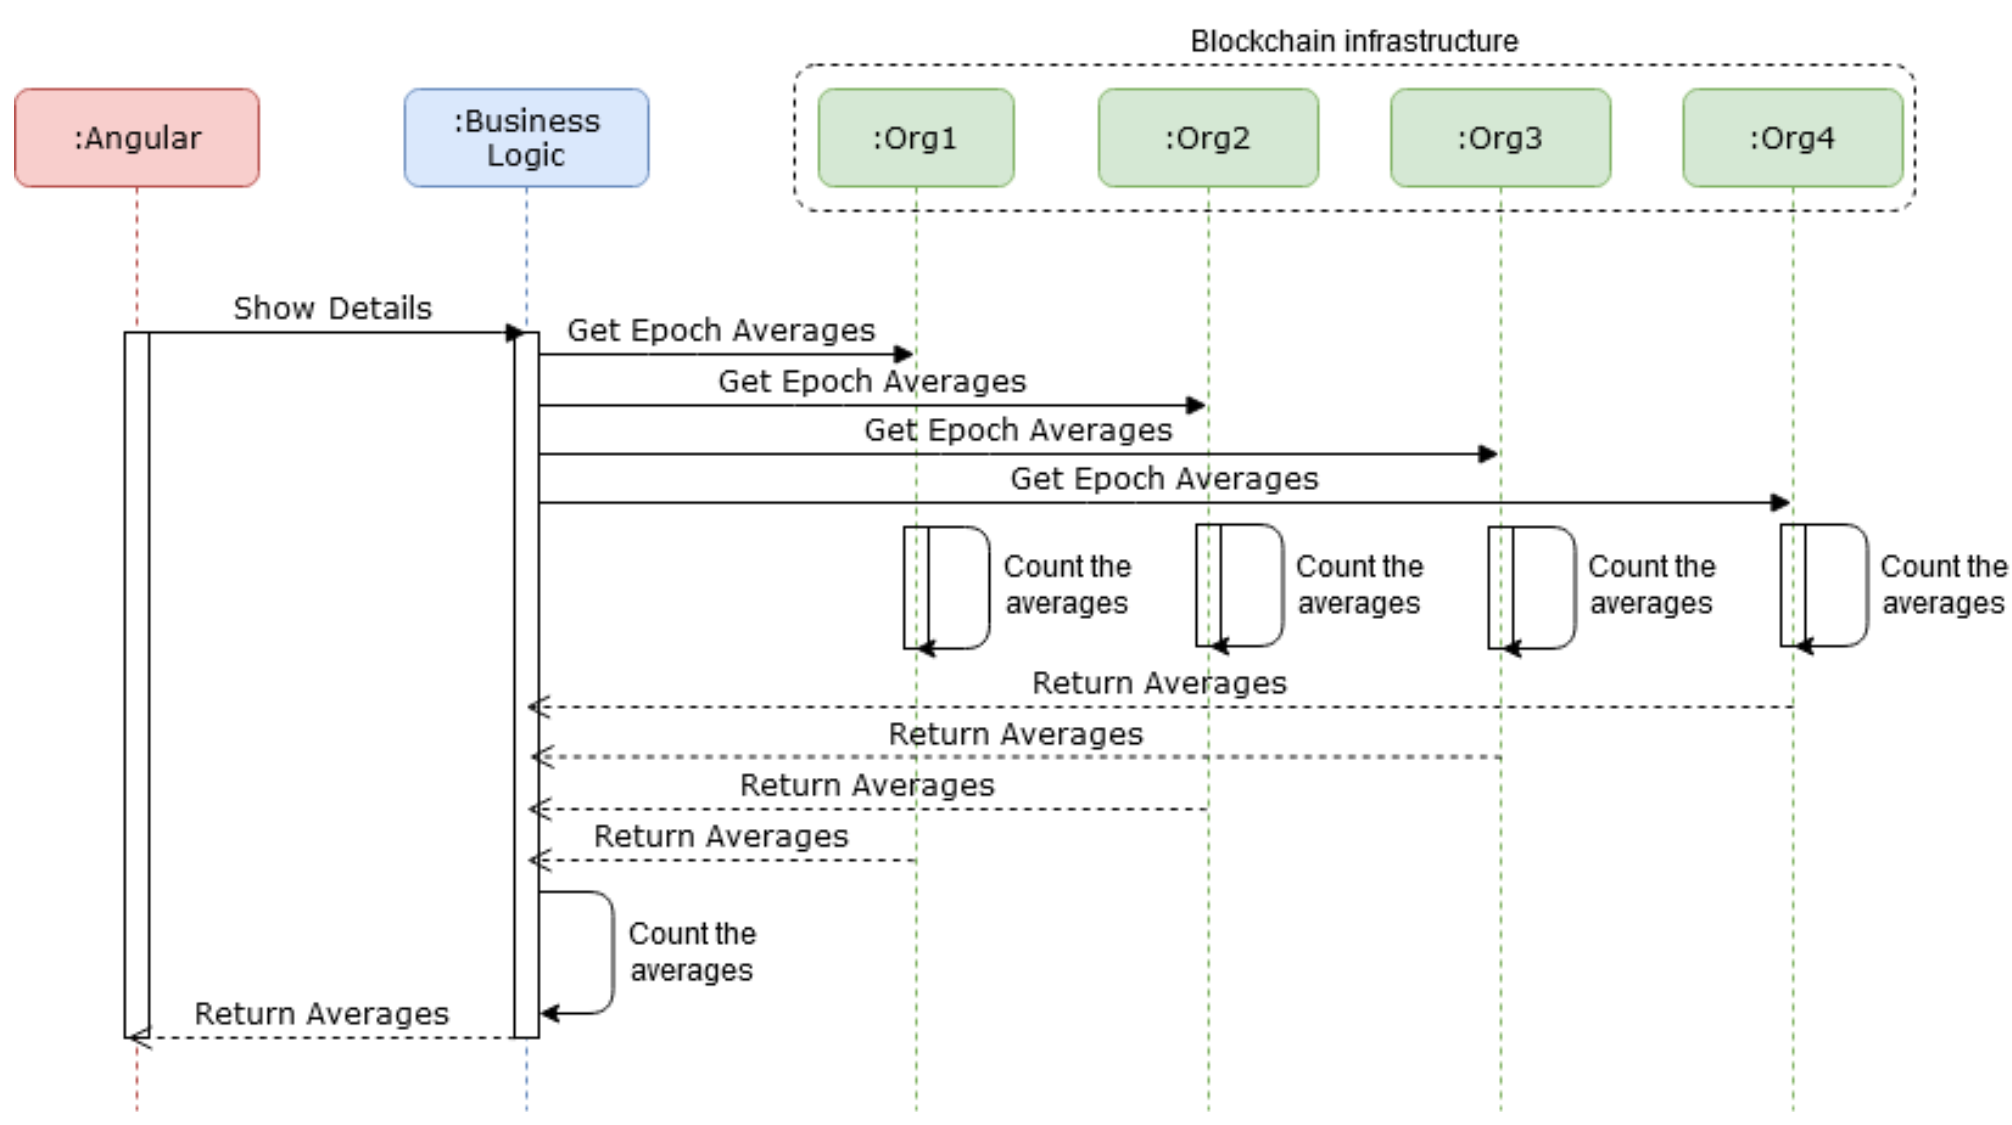 Blockchain infrastructure
:Angular
:Business
Logic
:Org1
:Org2
:Org3
:Org4
Show Details
Get Epoch Averages
Get Epoch Averages
Get Epoch Averages
Get Epoch Averages
Count the
averages
Count the
averages
Count the
averages
Count the
averages
Return Averages
Return Averages
Return Averages
Return Averages
Count the
averages
Return Averages